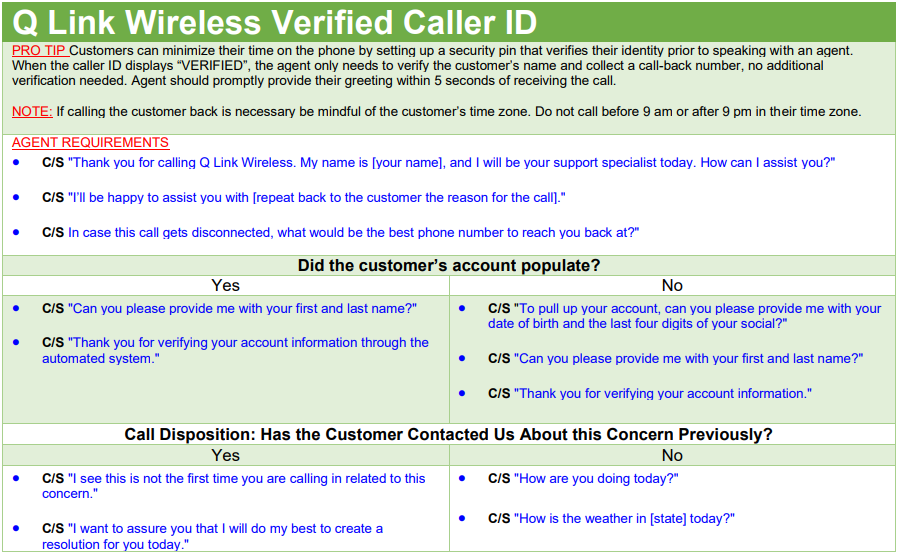 Q Link Wireless Verified Caller ID
PRO TIP Customers can minimize their time on the phone by setting up a security pin that verifies their identity prior to speaking with an agent.
When the caller ID displays “VERIFIED”, the agent only needs to verify the customer’s name and collect a call-back number, no additional
verification needed. Agent should promptly provide their greeting within 5 seconds of receiving the call.
NOTE: If calling the customer back is necessary be mindful of the customer’s time zone. Do not call before 9 am or after 9 pm in their time zone.
AGENT REQUIREMENTS
• C/S "Thank you for calling Q Link Wireless. My name is [your name], and I will be your support specialist today. How can I assist you?"
• C/S "I’ll be happy to assist you with [repeat back to the customer the reason for the call]."
• C/S In case this call gets disconnected, what would be the best phone number to reach you back at?"
Did the customer’s account populate?
Yes
No
• C/S "Can you please provide me with your first and last name?"
• C/S "Thank you for verifying your account information through the
automated system."
• C/S "To pull up your account, can you please provide me with your
date of birth and the last four digits of your social?"
• C/S "Can you please provide me with your first and last name?"
• C/S "Thank you for verifying your account information."
Call Disposition: Has the Customer Contacted Us About this Concern Previously?
Yes
No
• C/S "I see this is not the first time you are calling in related to this
concern."
• C/S "I want to assure you that I will do my best to create a
resolution for you today."
• C/S "How are you doing today?"
• C/S "How is the weather in [state] today?"